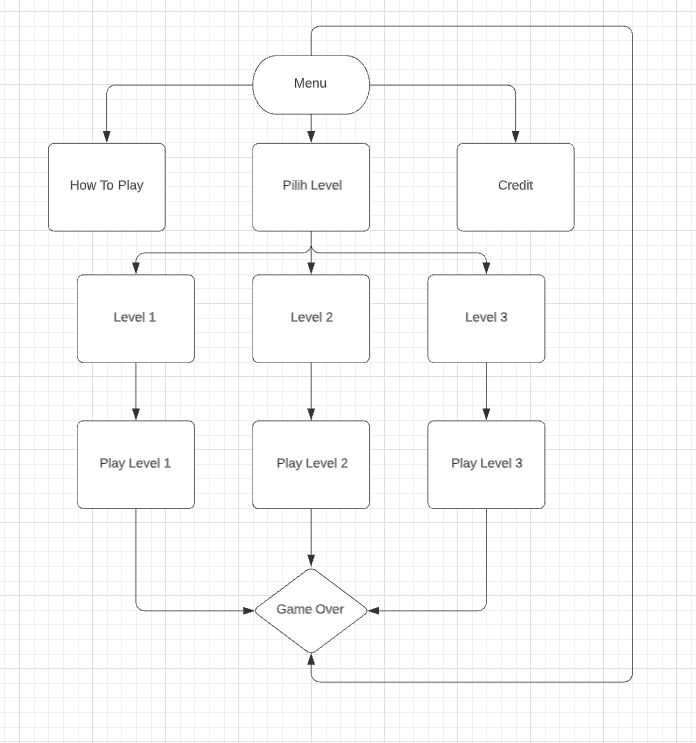 Menu
How To Play
Pilih Level
Credit
Level 1
Level 2
Level 3
Play Level 1
Play Level 2
Play Level 3
Game Over